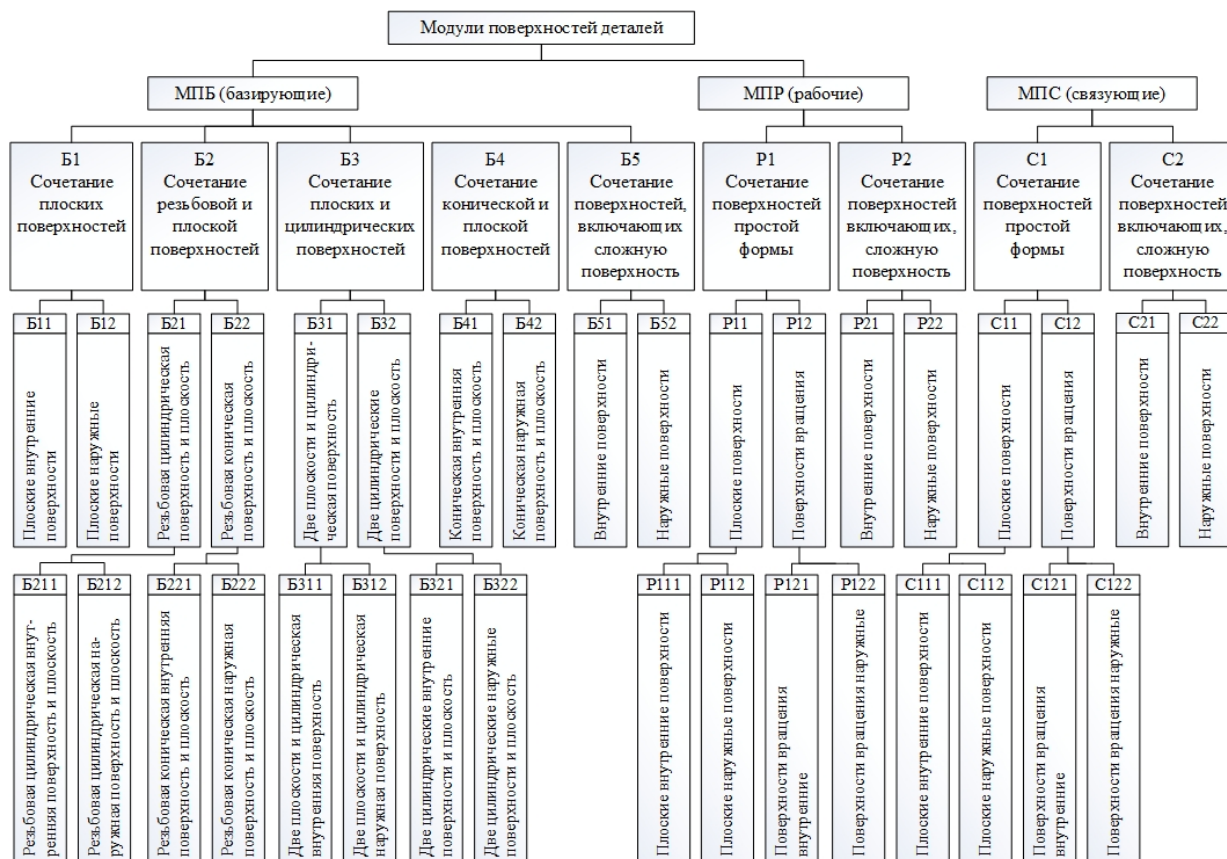 Модули поверхностей деталей
МПБ (базирующие)
МПР (рабочие)
МПС (связующие)
Б1
Сочетание
плоских
поверхностей
Б2
Сочетание
резьбовой и
плоской
поверхностей
Б3
Сочетание
плоских и
цилиндрических
поверхностей
Б4
Сочетание
конической и
плоской
поверхностей
Б5
Сочетание
поверхностей,
включающих
сложную
поверхность
Р1
Сочетание
поверхностей
простой
формы
Р2
Сочетание
поверхностей
включающих,
сложную
поверхность
С1
Сочетание
поверхностей
простой
формы
С2
Сочетание
поверхностей
включающих,
сложную
поверхность
Б11
Плоские внутренние
поверхности
Б12
Плоские наружные
поверхности
Б21
Резьбовая цилиндрическая
поверхность и плоскость
Б22
Резьбовая коническая
поверхность и плоскость
Б31
Две плоскости и цилиндри-
ческая поверхность
Б32
Две цилиндрические
поверхности и плоскость
Б41
Коническая внутренняя
поверхность и плоскость
Б42
Коническая наружная
поверхность и плоскость
Б51
Внутренние поверхности
Б52
Наружные поверхности
Р11
Плоские поверхности
Р12
Поверхности вращения
Р21
Внутренние поверхности
Р22
Наружные поверхности
С11
Плоские поверхности
С12
Поверхности вращения
С21
Внутренние поверхности
С22
Наружные поверхности
Б211
Резьбовая цилиндрическая внут-
ренняя поверхность и плоскость
Б212
Резьбовая цилиндрическая на-
ружная поверхность и плоскость
Б221
Резьбовая коническая внутренняя
поверхность и плоскость
Б222
Резьбовая коническая наружная
поверхность и плоскость
Б311
Две плоскости и цилиндрическая
внутренняя поверхность
Б312
Две плоскости и цилиндрическая
наружная поверхность
Б321
Две цилиндрические внутренние
поверхности и плоскость
Б322
Две цилиндрические наружные
поверхности и плоскость
Р111
Плоские внутренние поверхности
Р112
Плоские наружные поверхности
Р121
Поверхности вращения
внутренние
Р122
Поверхности вращения наружные
С111
Плоские внутренние поверхности
С112
Плоские наружные поверхности
С121
Поверхности вращения
внутренние
С122
Поверхности вращения наружные